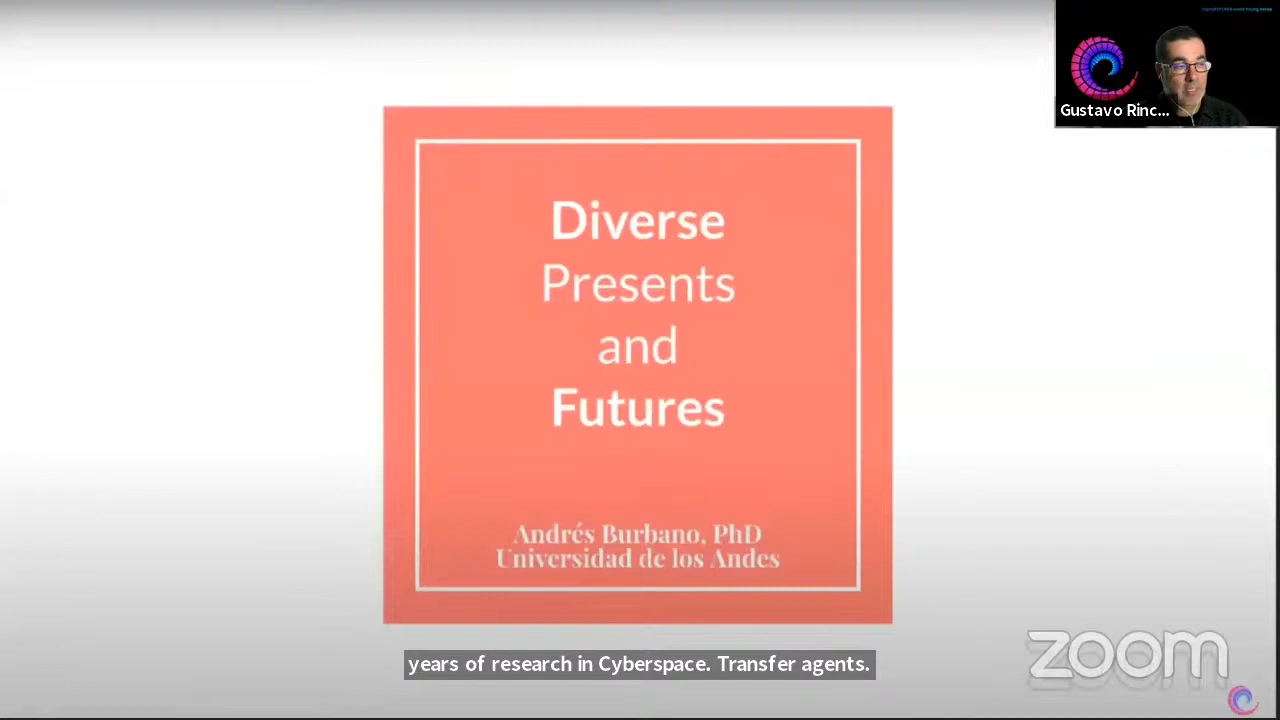 Gustavo Rinc...
Diverse
Presents
and
Futures
Andrés Burbano, PhD
Universidad de los Andes
years of research in Cyberspace. Transfer agents.
zoom